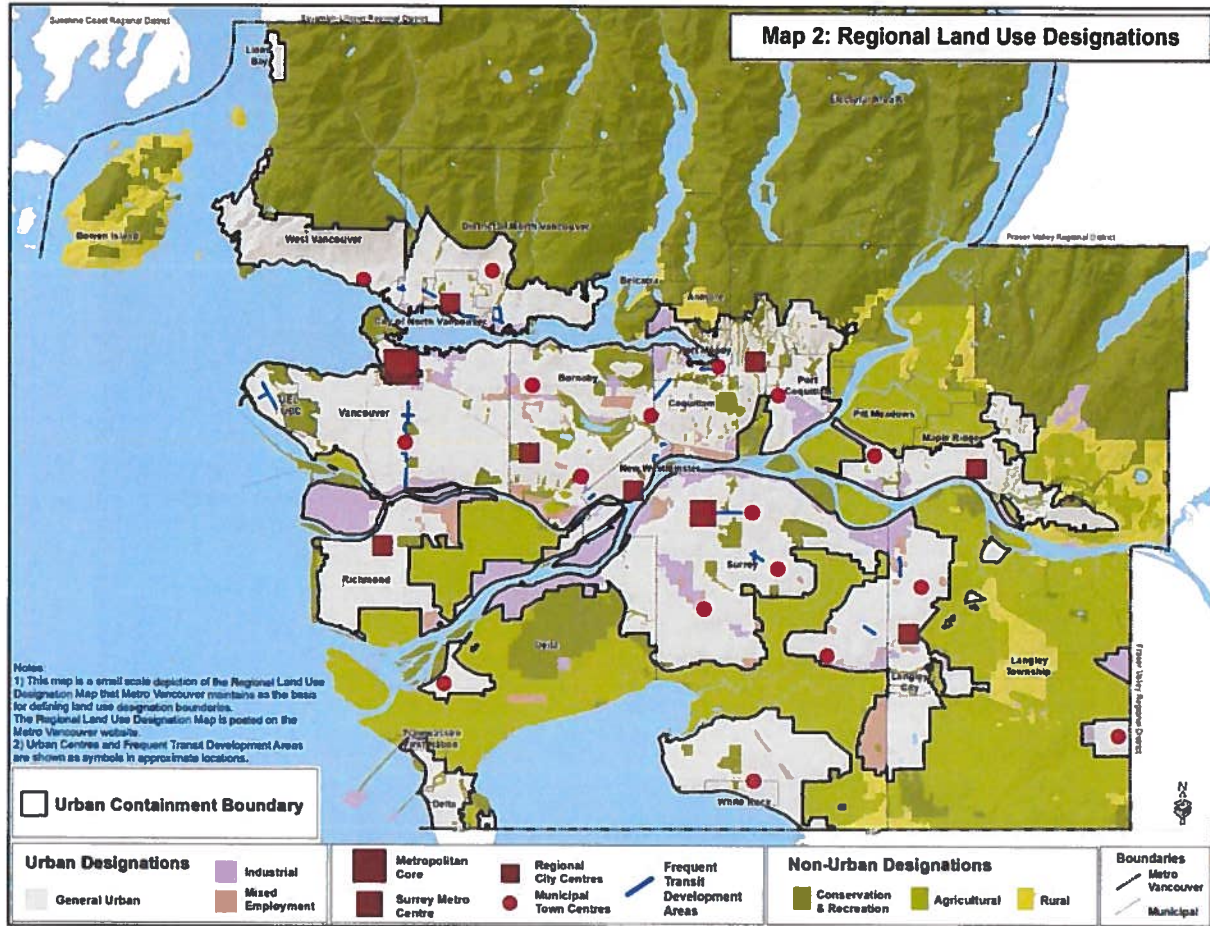 Map 2: Regional Land Use Designations
Sunshine Coast Regional District
Regional District
Lions
Bay
Bowen Island
West Vancouver
District of North Vancouver
Fraser Valley Regional District
Belcarra
Anmore
City of North Vancouver
Port Moody
Burnaby
Port
Coquitlam
Coquitlam
UEL
UBC
Vancouver
Pitt Meadows
Maple Ridge
New Westminster
Richmond
Surrey
Delta
Langley
Township
Langley
City
Fraser Valley Regional District
Tsawwassen
First Nation
Delta
White Rock
N
Notes
1) This map is a small scale depiction of the Regional Land Use
Designation Map that Metro Vancouver maintains as the basis
for defining land use designation boundaries.
The Regional Land Use Designation Map is posted on the
Metro Vancouver website.
2) Urban Centres and Frequent Transit Development Areas
are shown as symbols in approximate locations.
Urban Containment Boundary
Urban Designations
General Urban
Industrial
Mixed
Employment
Metropolitan
Core
Surrey Metro
Centre
Regional
City Centres
Municipal
Town Centres
Frequent
Transit
Development
Areas
Non-Urban Designations
Conservation
& Recreation
Agricultural
Rural
Boundaries
Metro
Vancouver
Municipal